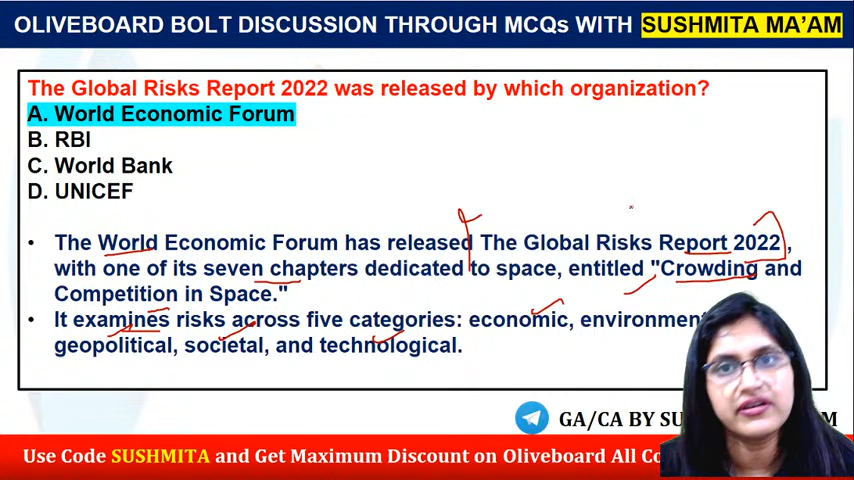 OLIVEBOARD BOLT DISCUSSION THROUGH MCQs WITH SUSHMITA MA’AM
The Global Risks Report 2022 was released by which organization?
A. World Economic Forum
B. RBI
C. World Bank
D. UNICEF
• The World Economic Forum has released The Global Risks Report 2022 ,
with one of its seven chapters dedicated to space, entitled "Crowding and
Competition in Space."
• It examines risks across five categories: economic,
geopolitical, societal, and technological.
GA/CA BY
Use Code SUSHMITA and Get Maximum Discount on Oliveboard All